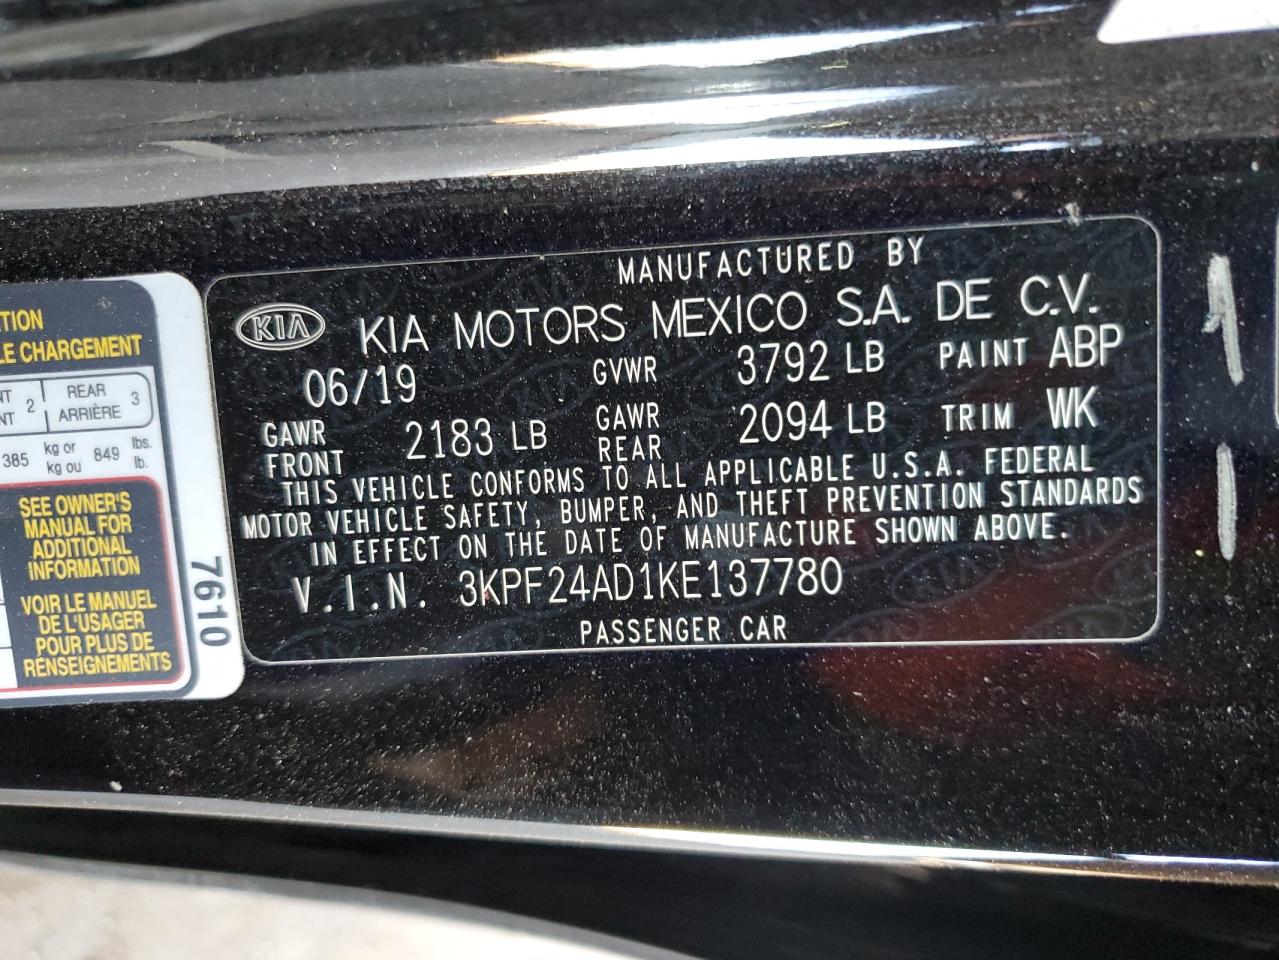 MANUFACTURED BY
KIA KIA MOTORS MEXICO S.A. DE C.V.
06/19 GVWR 3792 LB PAINT ABP
GAWR FRONT 2183 LB GAWR REAR 2094 LB TRIM WK
THIS VEHICLE CONFORMS TO ALL APPLICABLE U.S.A. FEDERAL
MOTOR VEHICLE SAFETY, BUMPER, AND THEFT PREVENTION STANDARDS
IN EFFECT ON THE DATE OF MANUFACTURE SHOWN ABOVE.
V.I.N. 3KPF24AD1KE137780
PASSENGER CAR
CHARGEMENT
2 REAR 3
ARRIÈRE
385 kg or 849 lbs.
kg ou lb.
SEE OWNER'S
MANUAL FOR
ADDITIONAL
INFORMATION
VOIR LE MANUEL
DE L'USAGER
POUR PLUS DE
RENSEIGNEMENTS
7610